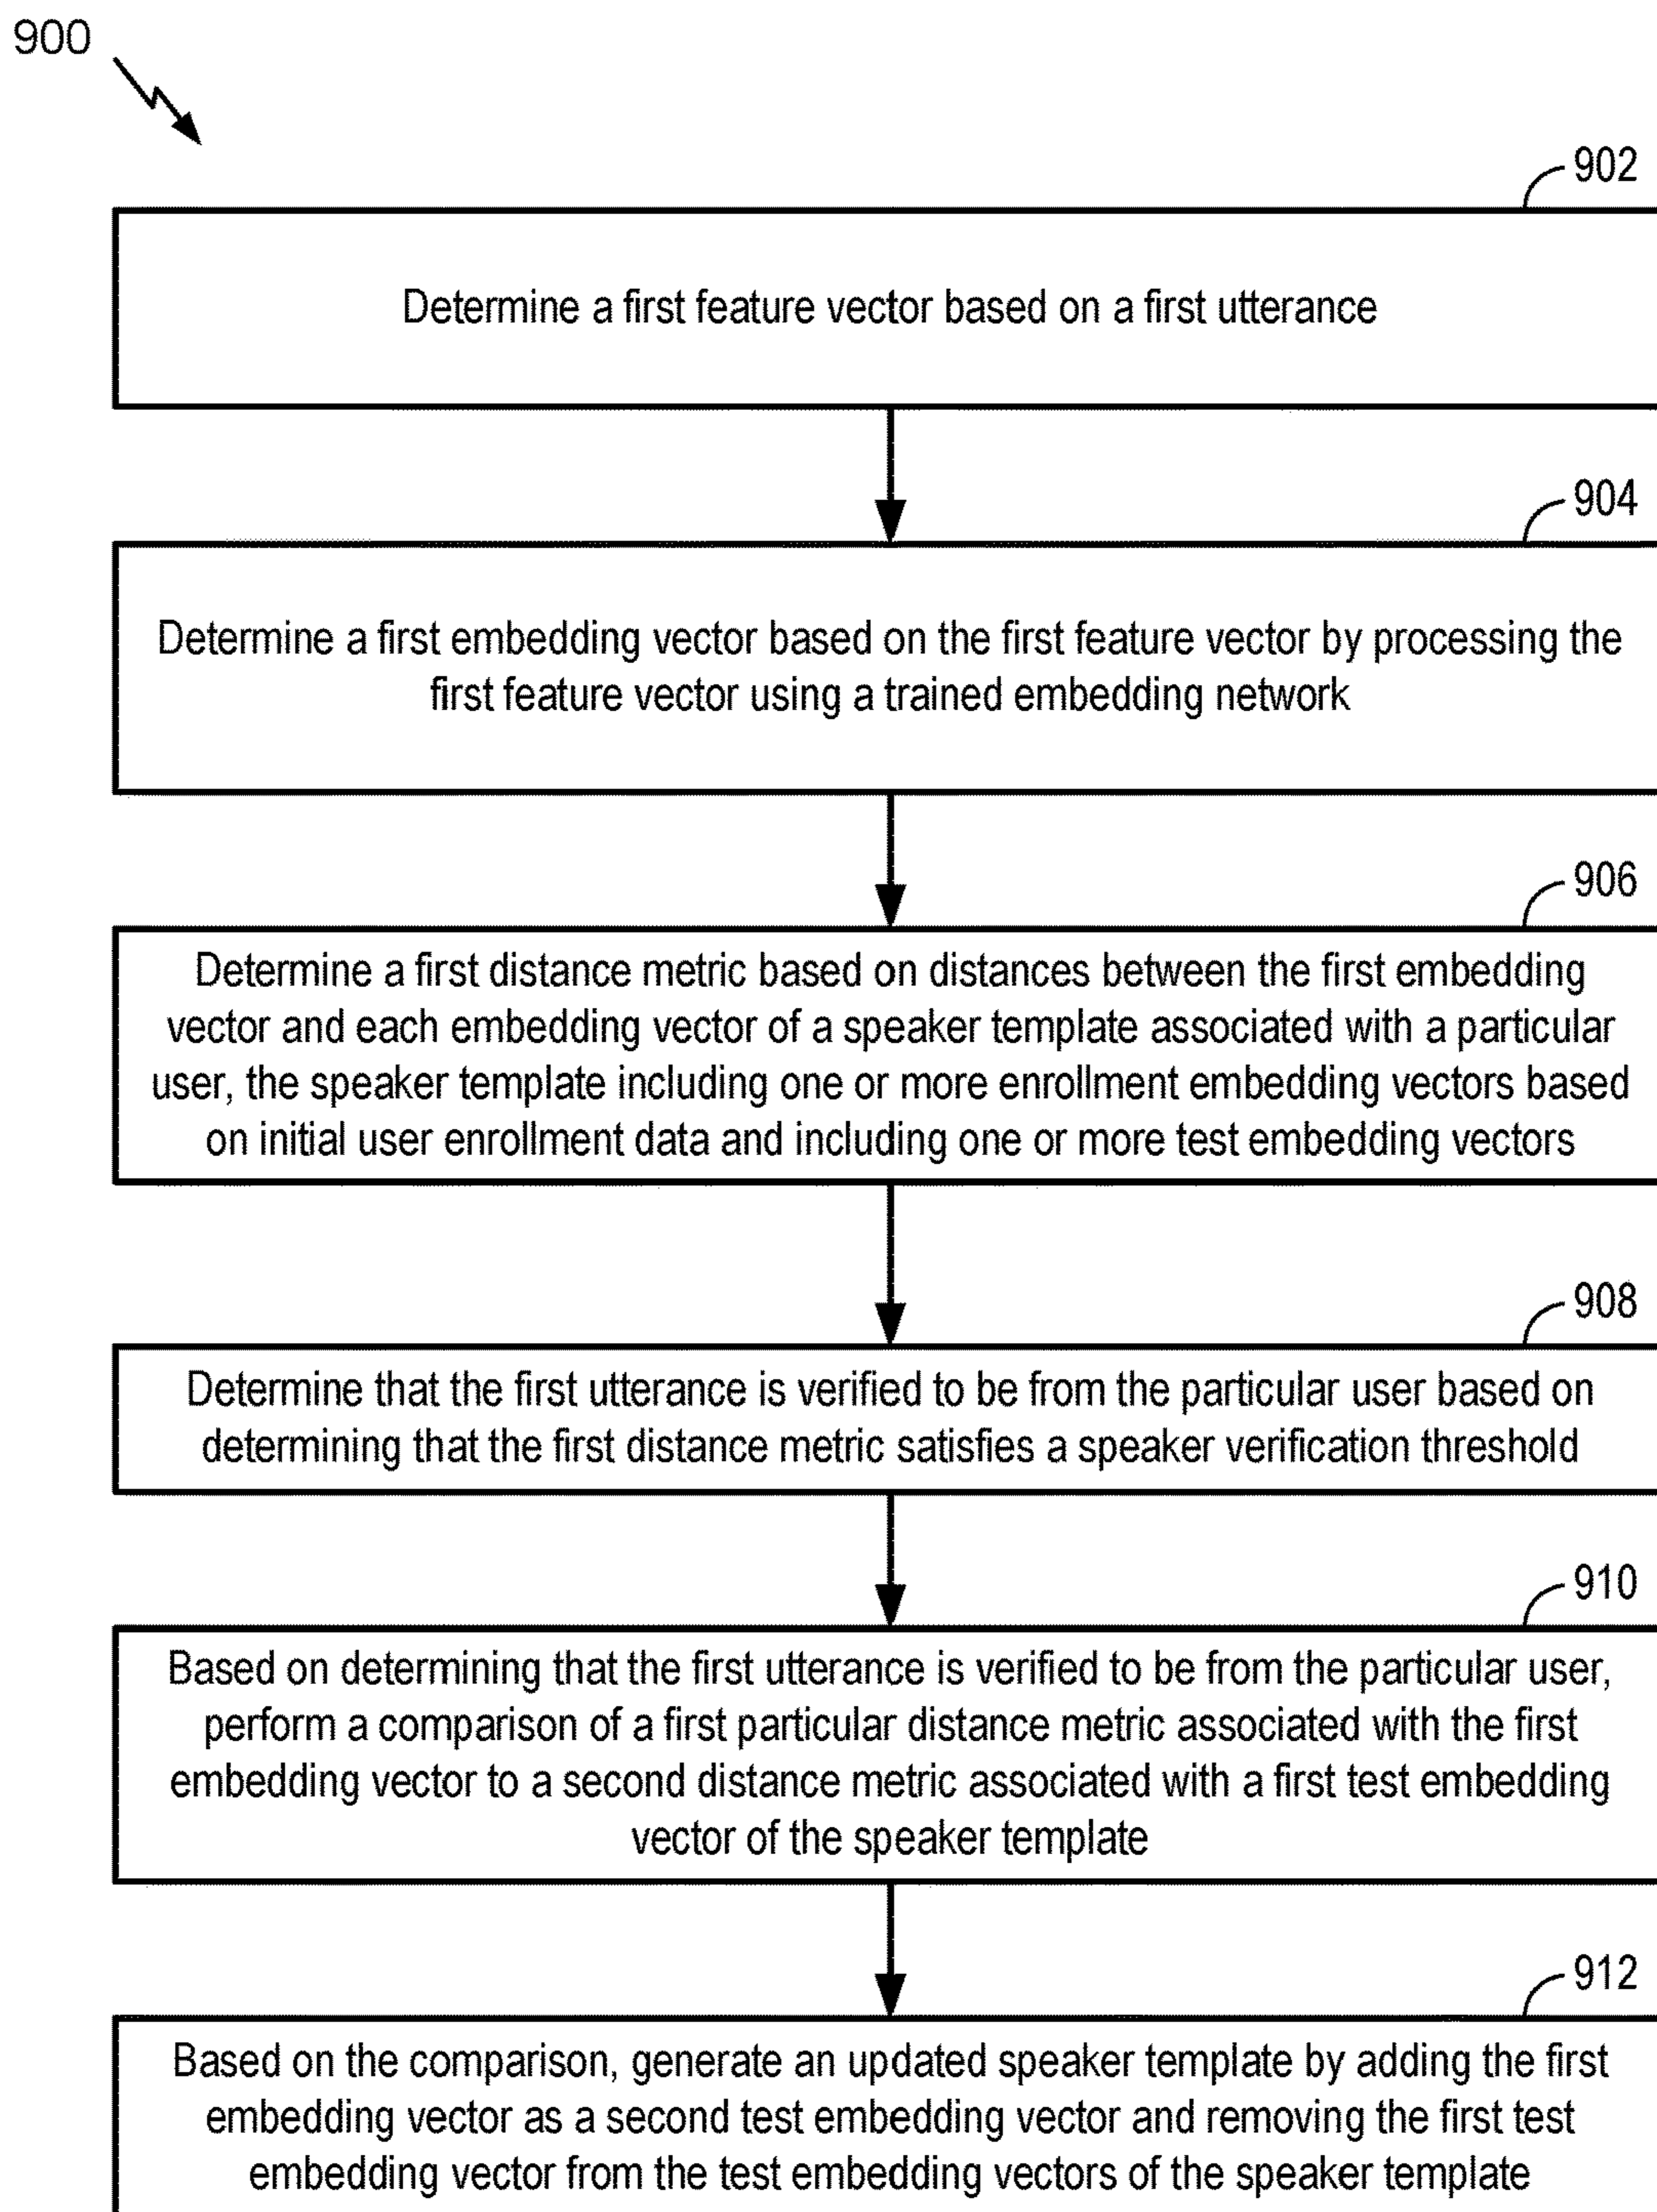 900
902
Determine a first feature vector based on a first utterance
904
Determine a first embedding vector based on the first feature vector by processing the
first feature vector using a trained embedding network
906
Determine a first distance metric based on distances between the first embedding
vector and each embedding vector of a speaker template associated with a particular
user, the speaker template including one or more enrollment embedding vectors based
on initial user enrollment data and including one or more test embedding vectors
908
Determine that the first utterance is verified to be from the particular user based on
determining that the first distance metric satisfies a speaker verification threshold
910
Based on determining that the first utterance is verified to be from the particular user,
perform a comparison of a first particular distance metric associated with the first
embedding vector to a second distance metric associated with a first test embedding
vector of the speaker template
912
Based on the comparison, generate an updated speaker template by adding the first
embedding vector as a second test embedding vector and removing the first test
embedding vector from the test embedding vectors of the speaker template